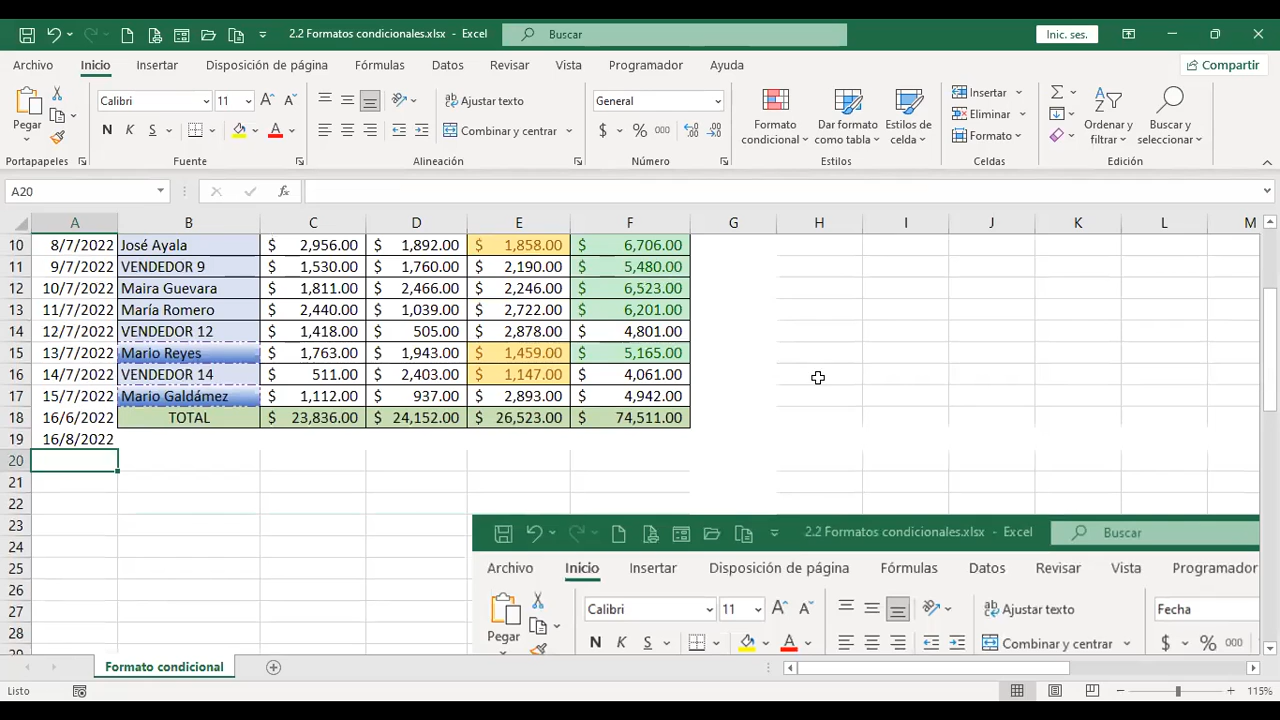 2.2 Formatos condicionales.xlsx - Excel Buscar Inic. ses.
Archivo Inicio Insertar Disposición de página Fórmulas Datos Revisar Vista Programador Ayuda Compartir
Pegar Calibri 11 Ajustar texto General Formato condicional Dar formato como tabla Estilos de celda Insertar Ordenar y filtrar Buscar y seleccionar
N K S A Combinar y centrar $ % 000 Eliminar
Formato
Portapapeles Fuente Alineación Número Estilos Celdas Edición
A20 fx
A B C D E F G H I J K L M
10 8/7/2022 José Ayala $ 2,956.00 $ 1,892.00 $ 1,858.00 $ 6,706.00
11 9/7/2022 VENDEDOR 9 $ 1,530.00 $ 1,760.00 $ 2,190.00 $ 5,480.00
12 10/7/2022 Maira Guevara $ 1,811.00 $ 2,466.00 $ 2,246.00 $ 6,523.00
13 11/7/2022 María Romero $ 2,440.00 $ 1,039.00 $ 2,722.00 $ 6,201.00
14 12/7/2022 VENDEDOR 12 $ 1,418.00 $ 505.00 $ 2,878.00 $ 4,801.00
15 13/7/2022 Mario Reyes $ 1,763.00 $ 1,943.00 $ 1,459.00 $ 5,165.00
16 14/7/2022 VENDEDOR 14 $ 511.00 $ 2,403.00 $ 1,147.00 $ 4,061.00
17 15/7/2022 Mario Galdámez $ 1,112.00 $ 937.00 $ 2,893.00 $ 4,942.00
18 16/6/2022 TOTAL $ 23,836.00 $ 24,152.00 $ 26,523.00 $ 74,511.00
19 16/8/2022
20
21
22
23
24
25
26
27
28
2.2 Formatos condicionales.xlsx - Excel Buscar
Archivo Inicio Insertar Disposición de página Fórmulas Datos Revisar Vista Programador
Pegar Calibri 11 Ajustar texto Fecha
N K S A Combinar y centrar $ % 000
Formato condicional
Listo 115%